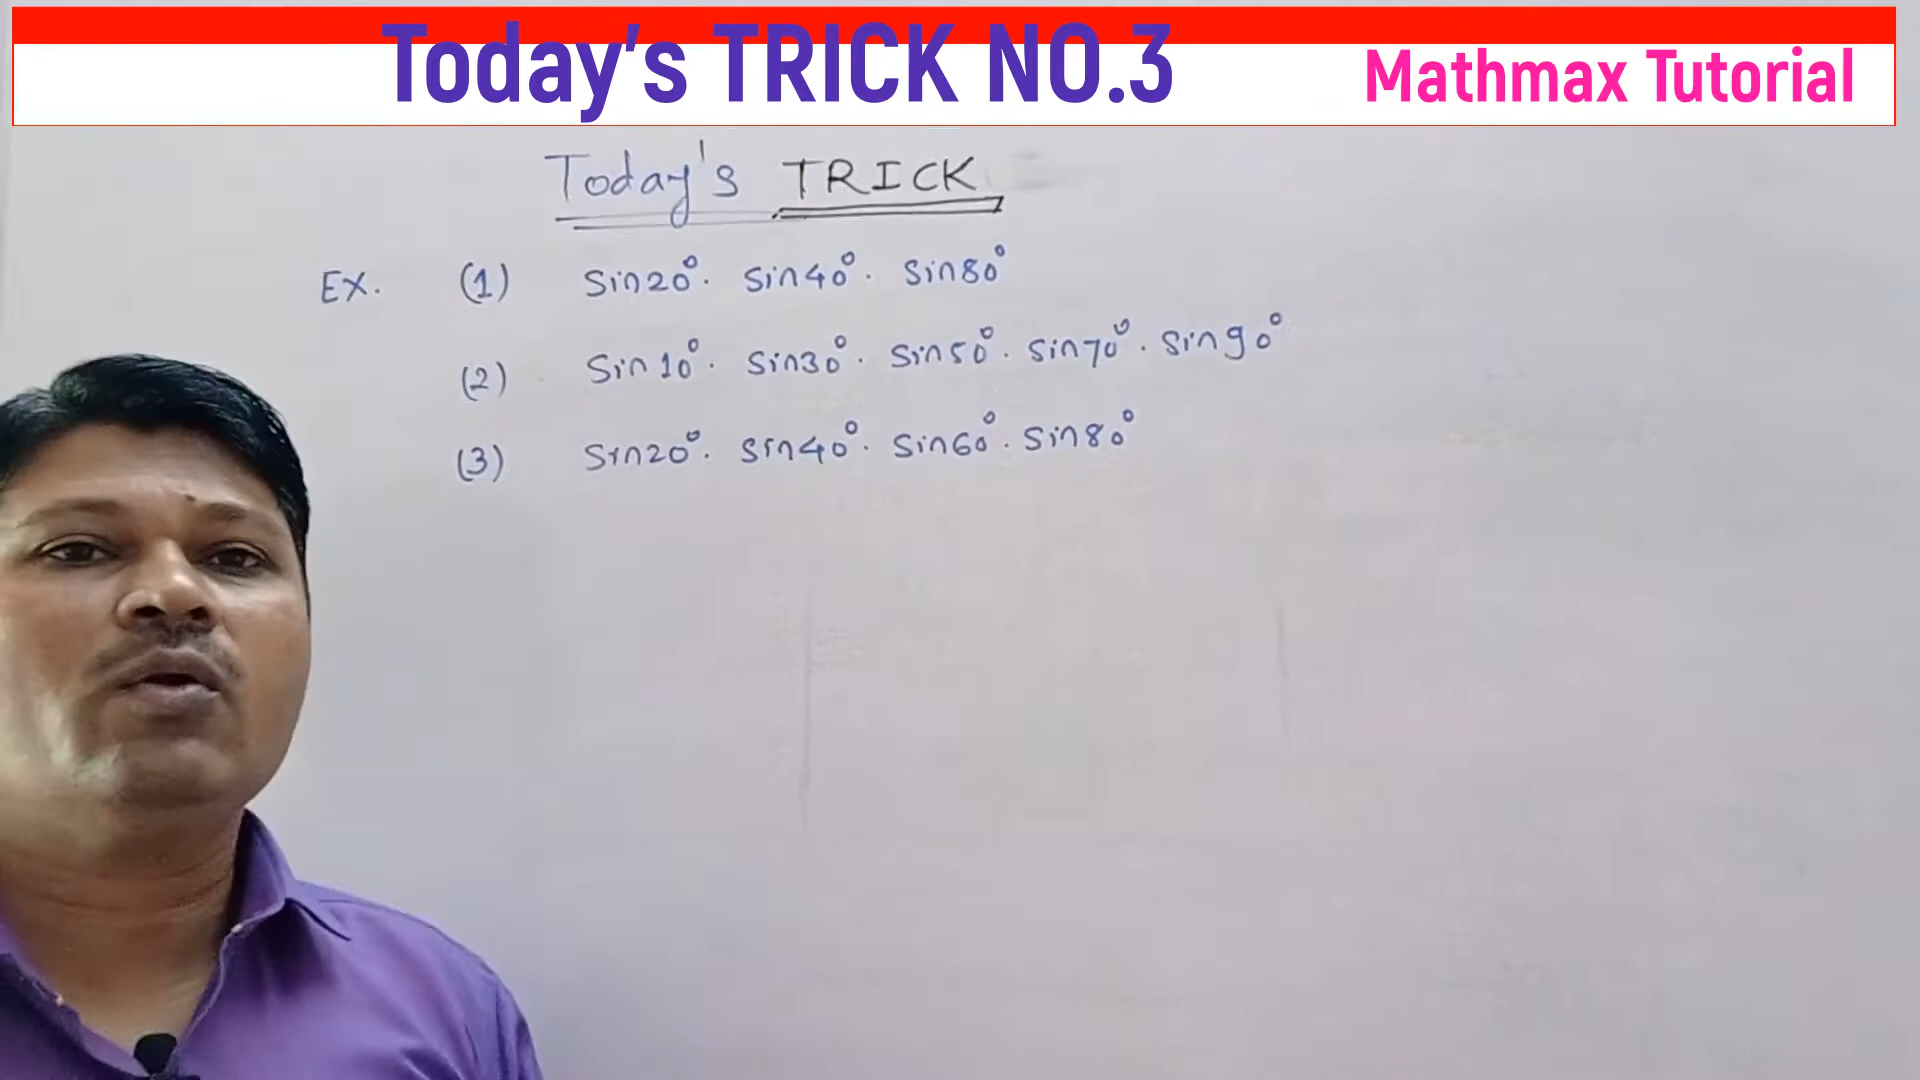 Today's TRICK NO.3
Mathmax Tutorial
Today's TRICK
EX. (1) Sin20°. Sin40°. Sin80°
(2) Sin10°. Sin30°. Sin50°. Sin70°. Sin90°
(3) Sin20°. Sin40°. Sin60°. Sin80°